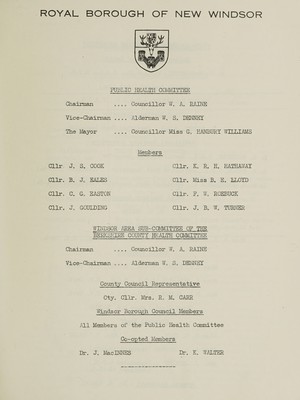 ROYAL BOROUGH OF NEW WINDSOR
PUBLIC HEALTH COMMITTEE
Chairman .... Councillor W. A. RAINE
Vice-Chairman .... Alderman W. S. DENNEY
The Mayor .... Councillor Miss G. HANBURY WILLIAMS
Members
Cllr J. S. COOK Cllr. E. R. H. HATHAWAY
Cllr. B. J. EALES Cllr, Miss B. E. LLOYD
Cllr. C. G. EASTON Cllr. P. W. ROEBUCK
Cllr. J. GOULDING Cllr. J. B. W. TURNER
WINDSOR AREA SUB-COMMITTEE OF THE
BERKSHIRE COUNTY HEALTH COMMITTEE
Chairman .... Councillor W. A. RAINE
Vice-Chairman .... Alderman W. S. DENNEY
County Council Representative
Cty. Cllr. Mrs. R. M. CARR
Windsor Borough Council Members
All Members of the Public Health Committee
Co-opted Members
Dr. J. MacINNES Dr. K. WALTER